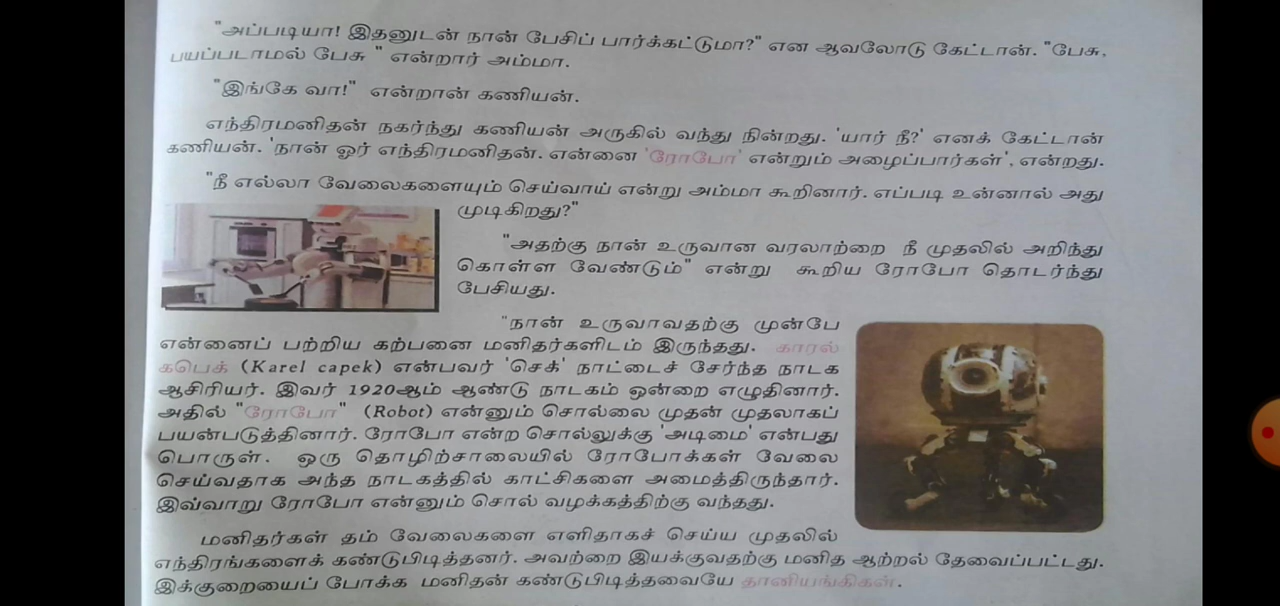 "அப்படியா! இதனுடன் நான் பேசிப் பார்க்கட்டுமா?" என ஆவலோடு கேட்டான். "பேசு,
பயப்படாமல் பேசு " என்றார் அம்மா.
"இங்கே வா!" என்றான் கணியன்.
எந்திரமனிதன் நகர்ந்து கணியன் அருகில் வந்து நின்றது. 'யார் நீ?' எனக் கேட்டான்
கணியன். 'நான் ஓர் எந்திரமனிதன். என்னை 'ரோபோ' என்றும் அழைப்பார்கள்', என்றது.
"நீ எல்லா வேலைகளையும் செய்வாய் என்று அம்மா கூறினார். எப்படி உன்னால் அது
முடிகிறது?"
"அதற்கு நான் உருவான வரலாற்றை நீ முதலில் அறிந்து
கொள்ள வேண்டும்" என்று கூறிய ரோபோ தொடர்ந்து
பேசியது.
"நான் உருவாவதற்கு முன்பே
என்னைப் பற்றிய கற்பனை மனிதர்களிடம் இருந்தது. காரல்
கபெக் (Karel capek) என்பவர் 'செக்' நாட்டைச் சேர்ந்த நாடக
ஆசிரியர். இவர் 1920ஆம் ஆண்டு நாடகம் ஒன்றை எழுதினார்.
அதில் "ரோபோ" (Robot) என்னும் சொல்லை முதன் முதலாகப்
பயன்படுத்தினார். ரோபோ என்ற சொல்லுக்கு 'அடிமை' என்பது
பொருள். ஒரு தொழிற்சாலையில் ரோபோக்கள் வேலை
செய்வதாக அந்த நாடகத்தில் காட்சிகளை அமைத்திருந்தார்.
இவ்வாறு ரோபோ என்னும் சொல் வழக்கத்திற்கு வந்தது.
மனிதர்கள் தம் வேலைகளை எளிதாகச் செய்ய முதலில்
எந்திரங்களைக் கண்டுபிடித்தனர். அவற்றை இயக்குவதற்கு மனித ஆற்றல் தேவைப்பட்டது.
இக்குறையைப் போக்க மனிதன் கண்டுபிடித்தவையே தானியங்கிகள்.